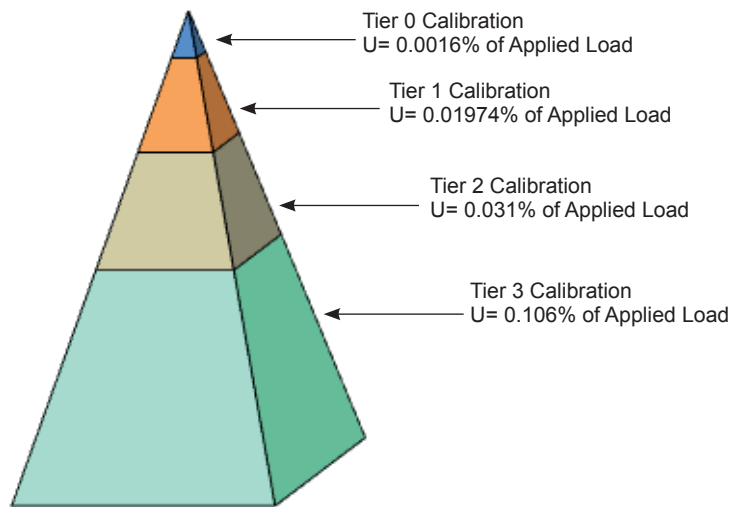 Tier 0 Calibration
U= 0.0016% of Applied Load
Tier 1 Calibration
U= 0.01974% of Applied Load
Tier 2 Calibration
U= 0.031% of Applied Load
Tier 3 Calibration
U= 0.106% of Applied Load